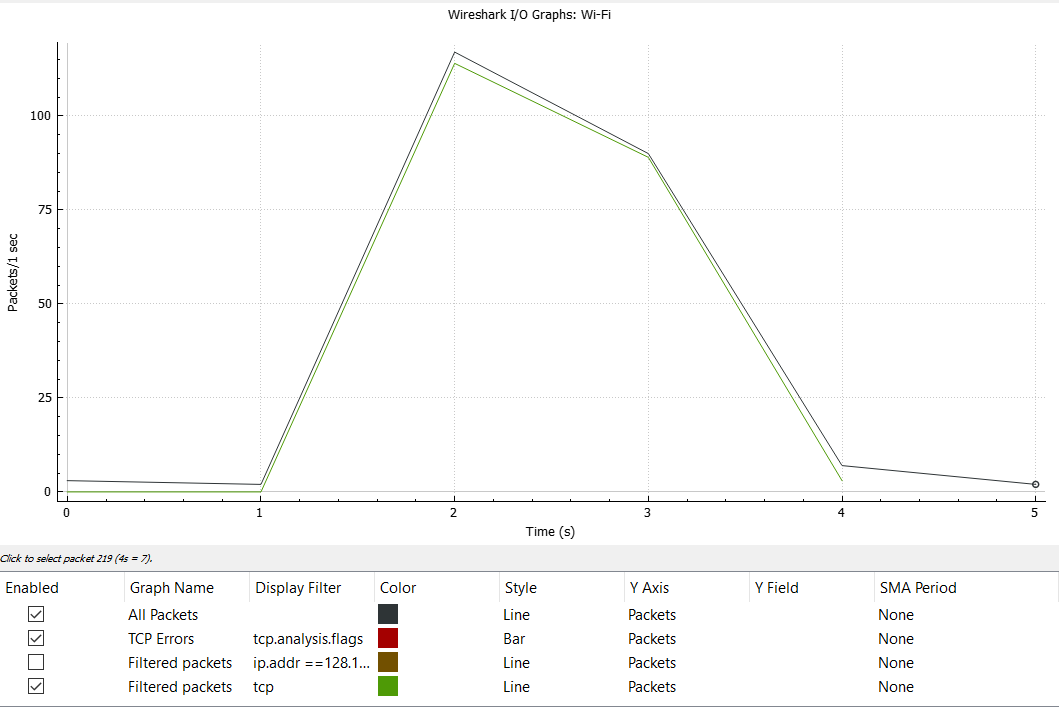 Wireshark I/O Graphs: Wi-Fi
100
75
50
25
0
Packets/1 sec
0 1 2 3 4 5
Time (s)
Click to select packet 219 (4s = 7).
Enabled Graph Name Display Filter Color Style Y Axis Y Field SMA Period
All Packets Line Packets None
TCP Errors tcp.analysis.flags Bar Packets None
Filtered packets ip.addr ==128.1... Line Packets None
Filtered packets tcp Line Packets None